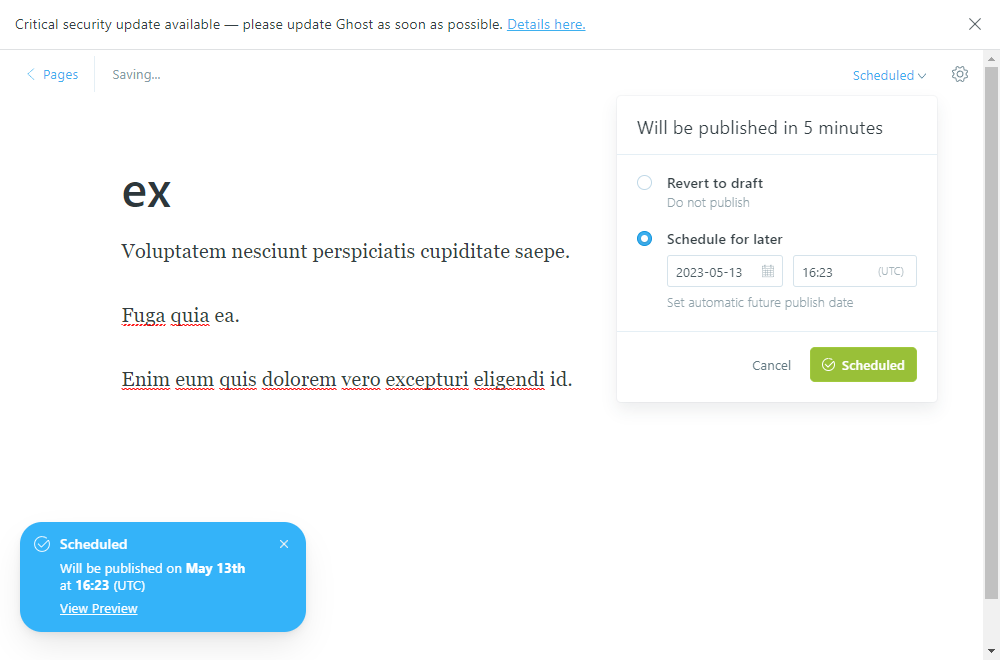 Critical security update available — please update Ghost as soon as possible. Details here.
Pages
Saving...
Scheduled
Will be published in 5 minutes
Revert to draft
Do not publish
Schedule for later
2023-05-13
16:23 (UTC)
Set automatic future publish date
Cancel
Scheduled
ex
Voluptatem nesciunt perspiciatis cupiditate saepe.
Fuga quia ea.
Enim eum quis dolorem vero excepturi eligendi id.
Scheduled
Will be published on May 13th
at 16:23 (UTC)
View Preview